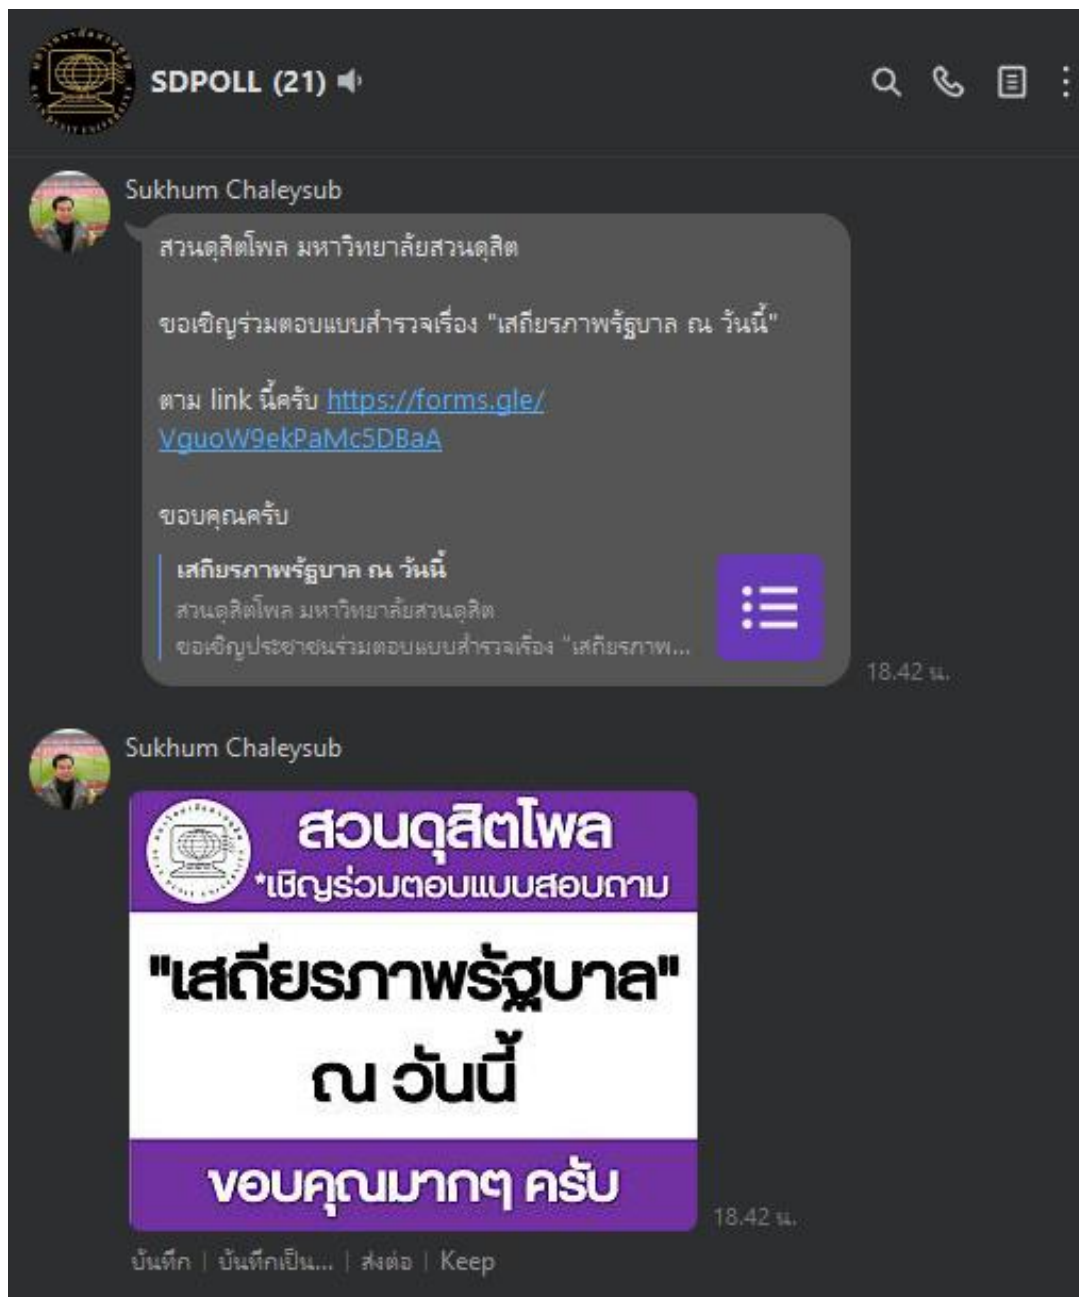 SDPOLL (21)
Sukhum Chaleysub
สวนดุสิตโพล มหาวิทยาลัยสวนดุสิต
ขอเชิญร่วมตอบแบบสำรวจเรื่อง "เสถียรภาพรัฐบาล ณ วันนี้"
ตาม link นี้ครับ https://forms.gle/
VguoW9ekPaMc5DBaA
ขอบคุณครับ
เสถียรภาพรัฐบาล ณ วันนี้
สวนดุสิตโพล มหาวิทยาลัยสวนดุสิต
ขอเชิญประชาชนร่วมตอบแบบสำรวจเรื่อง "เสถียรภาพ...
18.42 น.
Sukhum Chaleysub
สวนดุสิตโพล
*เชิญร่วมตอบแบบสอบถาม
"เสถียรภาพรัฐบาล"
ณ วันนี้
ขอบคุณมากๆ ครับ
18.42 น.
บันทึก | บันทึกเป็น... | ส่งต่อ | Keep